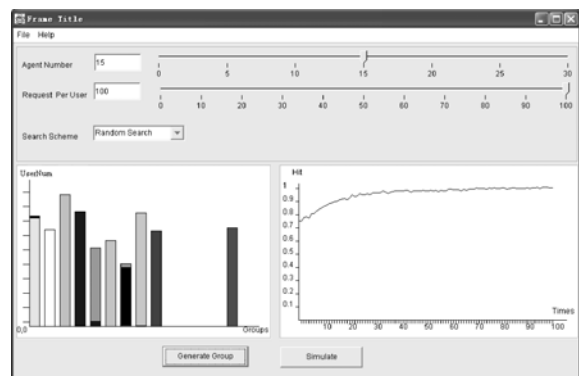 Frame Title
File Help
Agent Number 15
0 5 10 15 20 25 30
Request Per User 100
0 10 20 30 40 50 60 70 80 90 100
Search Scheme Random Search
UserNum
0,0
Groups
Hit
1
0.9
0.8
0.7
0.6
0.5
0.4
0.3
0.2
0.1
Times
10 20 30 40 50 60 70 80 90 100
Generate Group Simulate